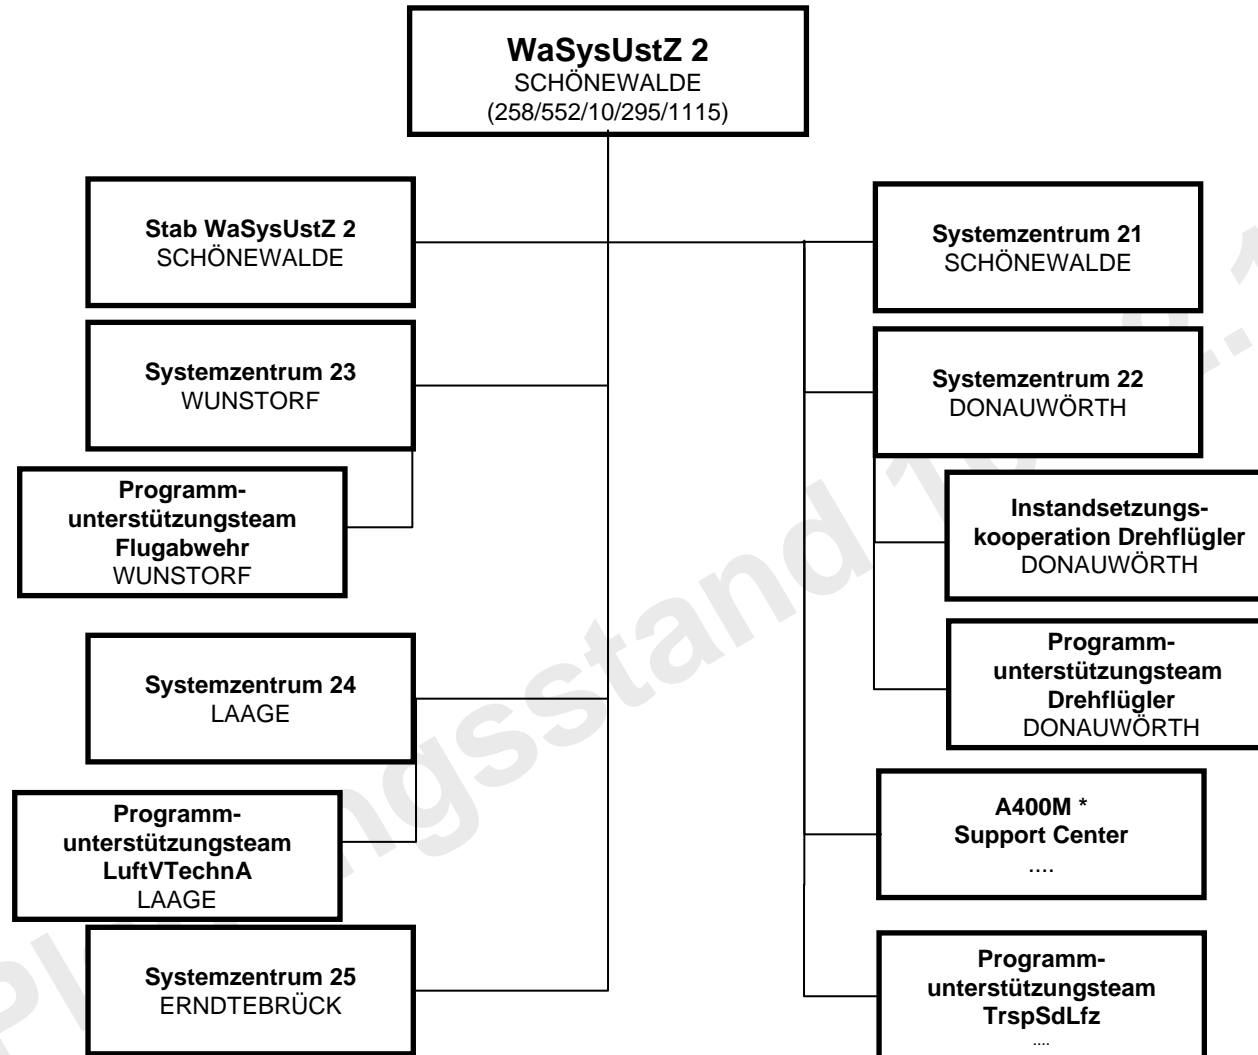 WaSysUstZ 2
SCHÖNEWALDE
(258/552/10/295/1115)
Stab WaSysUstZ 2
SCHÖNEWALDE
Systemzentrum 21
SCHÖNEWALDE
Systemzentrum 23
WUNSTORF
Systemzentrum 22
DONAUWÖRTH
Programm-
unterstützungsteam
Flugabwehr
WUNSTORF
Instandsetzungs-
kooperation Drehflügler
DONAUWÖRTH
Systemzentrum 24
LAAGE
Programm-
unterstützungsteam
Drehflügler
DONAUWÖRTH
Programm-
unterstützungsteam
LuftVTechnA
LAAGE
A400M *
Support Center
....
Systemzentrum 25
ERNDTEBRÜCK
Programm-
unterstützungsteam
TrspSdLfz
....